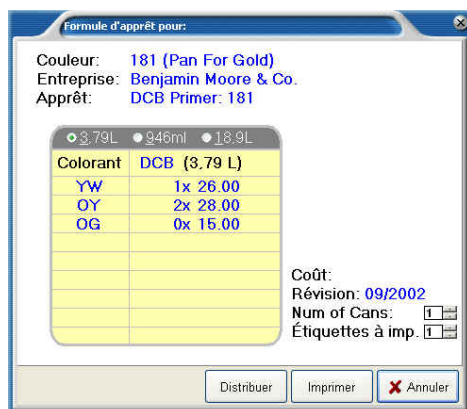 Formule d'apprêt pour:
Couleur: 181 (Pan For Gold)
Entreprise: Benjamin Moore & Co.
Apprêt: DCB Primer: 181
3,79L 946ml 18,9L
Colorant DCB (3,79 L)
YW 1x 26.00
OY 2x 28.00
OG 0x 15.00
Coût:
Révision: 09/2002
Num of Cans: 1
Étiquettes à imp. 1
Distribuer Imprimer Annuler